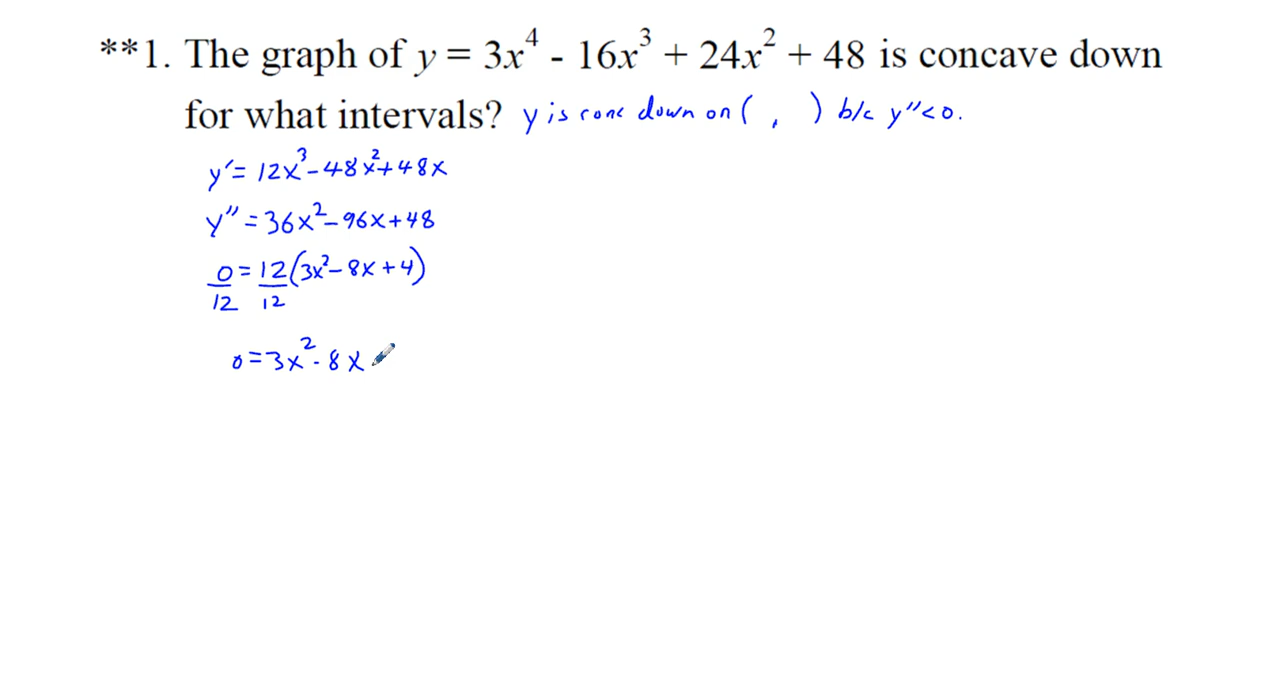 **1. The graph of y = 3x⁴ - 16x³ + 24x² + 48 is concave down
for what intervals? y is conc down on ( , ) b/c y''<0.
y' = 12x³-48x²+48x
y'' = 36x²-96x+48
0 = 12(3x²-8x+4)
12 12
0 = 3x²-8x